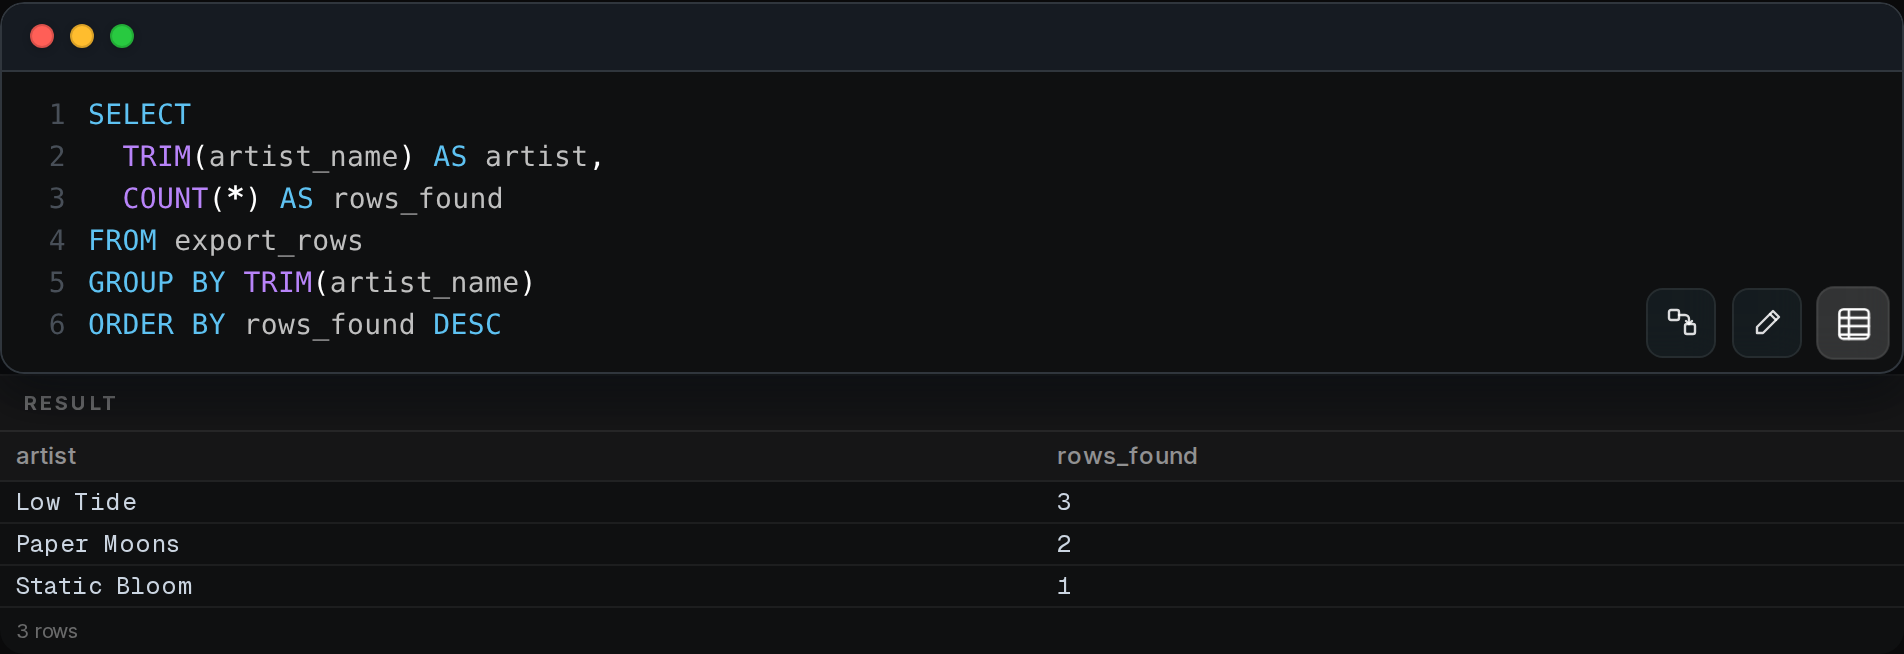 1 SELECT
2   TRIM(artist_name) AS artist,
3   COUNT(*) AS rows_found
4 FROM export_rows
5 GROUP BY TRIM(artist_name)
6 ORDER BY rows_found DESC
RESULT
artist rows_found
Low Tide 3
Paper Moons 2
Static Bloom 1
3 rows